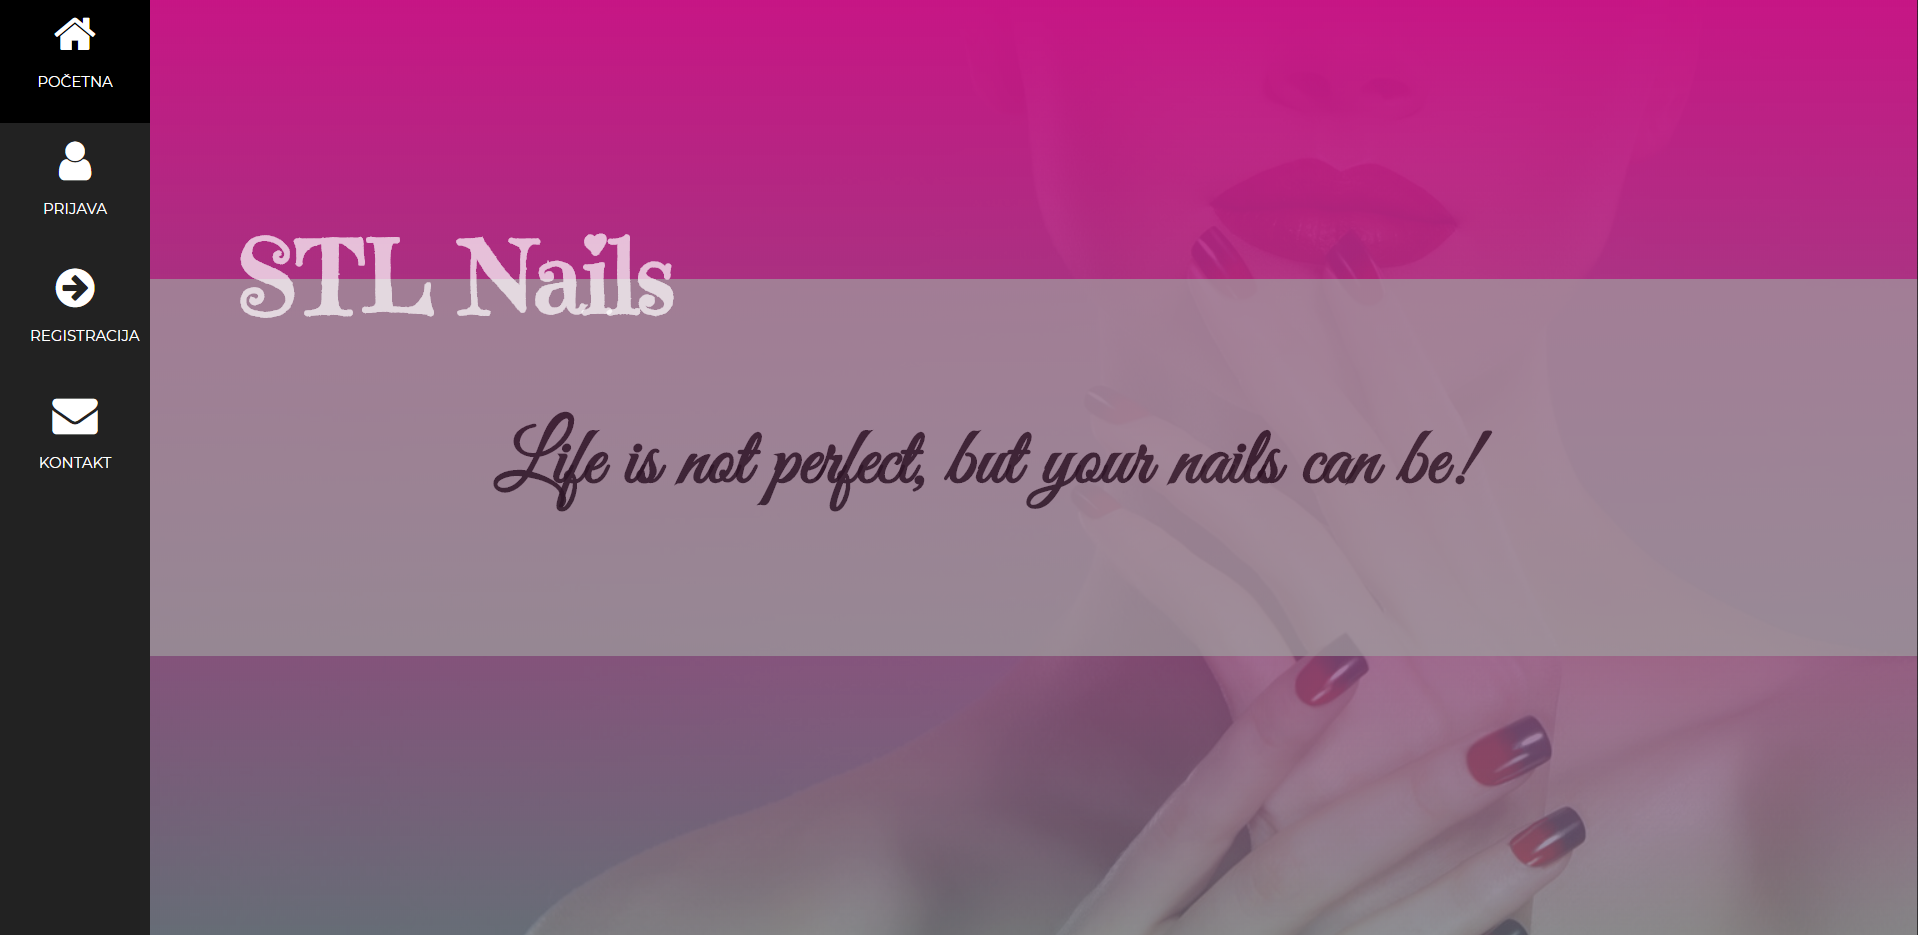 POČETNA
PRIJAVA
REGISTRACIJA
KONTAKT
STL Nails
Life is not perfect, but your nails can be!